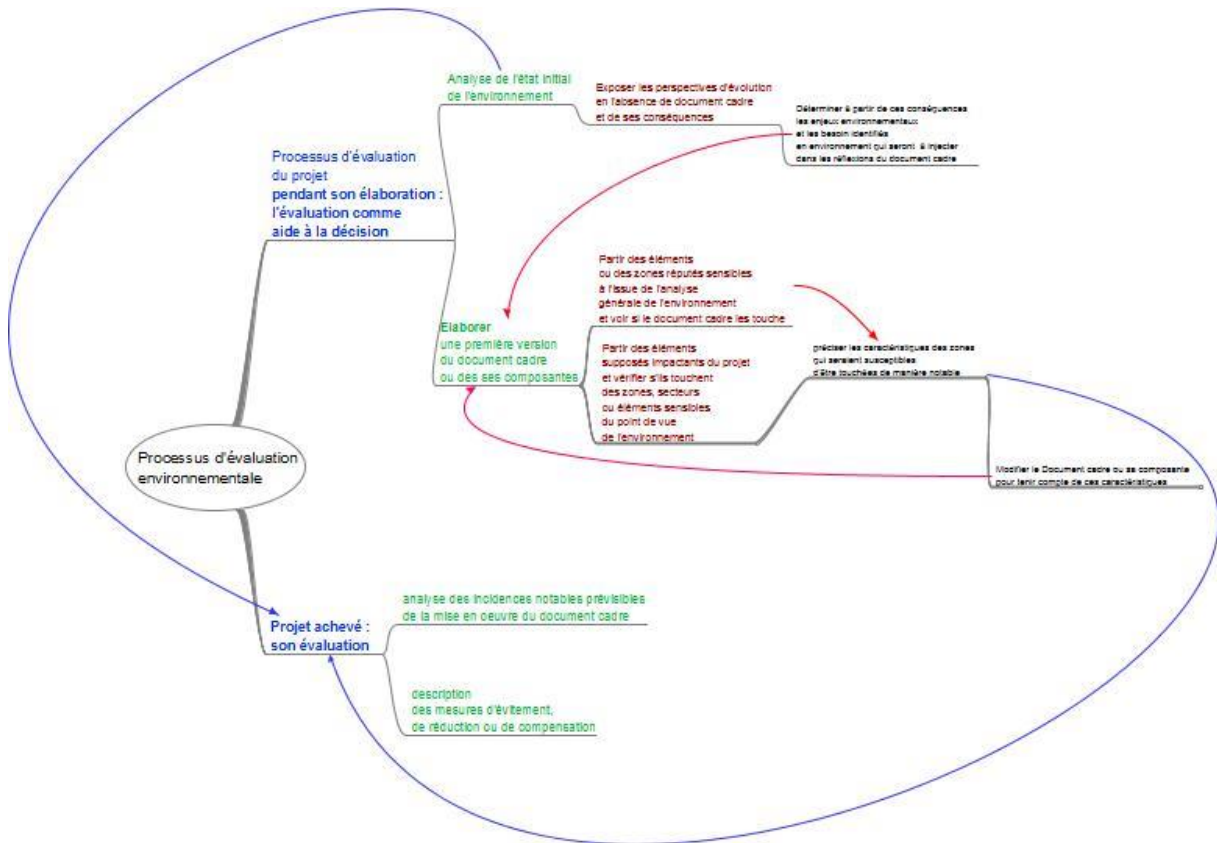 Analyse de l'état initial
de l'environnement
Exposer les perspectives d'évolution
en l'absence de document cadre
et de ses conséquences
Déterminer à partir de ces conséquences
les enjeux environnementaux
et les besoin identifiés
en environnement qui seront à injecter
dans les réflexions du document cadre
Processus d'évaluation
du projet
pendant son élaboration :
l'évaluation comme
aide à la décision
Partir des éléments
ou des zones réputés sensibles
à l'issue de l'analyse
générale de l'environnement
et voir si le document cadre les touche
Elaborer
une première version
du document cadre
ou des ses composantes
Partir des éléments
supposés impactants du projet
et vérifier s'ils touchent
des zones, secteurs
ou éléments sensibles
du point de vue
de l'environnement
préciser les caractéristiques des zones
qui seraient susceptibles
d'être touchées de manière notable
Processus d'évaluation
environnementale
Modifier le Document cadre ou sa composante
pour tenir compte de ces caractéristiques
analyse des incidences notables prévisibles
de la mise en oeuvre du document cadre
Projet achevé :
son évaluation
description
des mesures d'évitement,
de réduction ou de compensation